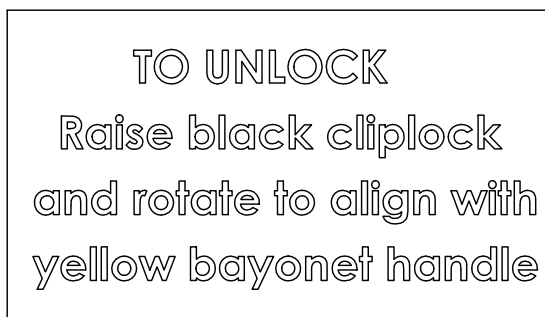 TO UNLOCK
Raise black cliplock
and rotate to align with
yellow bayonet handle